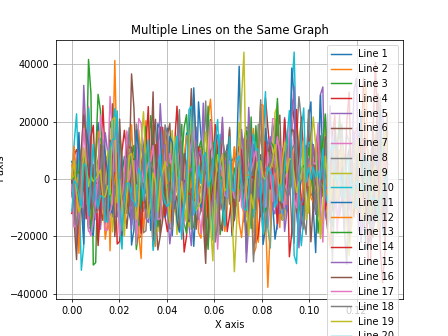 Multiple Lines on the Same Graph
40000
20000
0
−20000
−40000
0.00
0.02
0.04
0.06
0.08
0.10
X axis
Line 1
Line 2
Line 3
Line 4
Line 5
Line 6
Line 7
Line 8
Line 9
Line 10
Line 11
Line 12
Line 13
Line 14
Line 15
Line 16
Line 17
Line 18
Line 19
Line 20